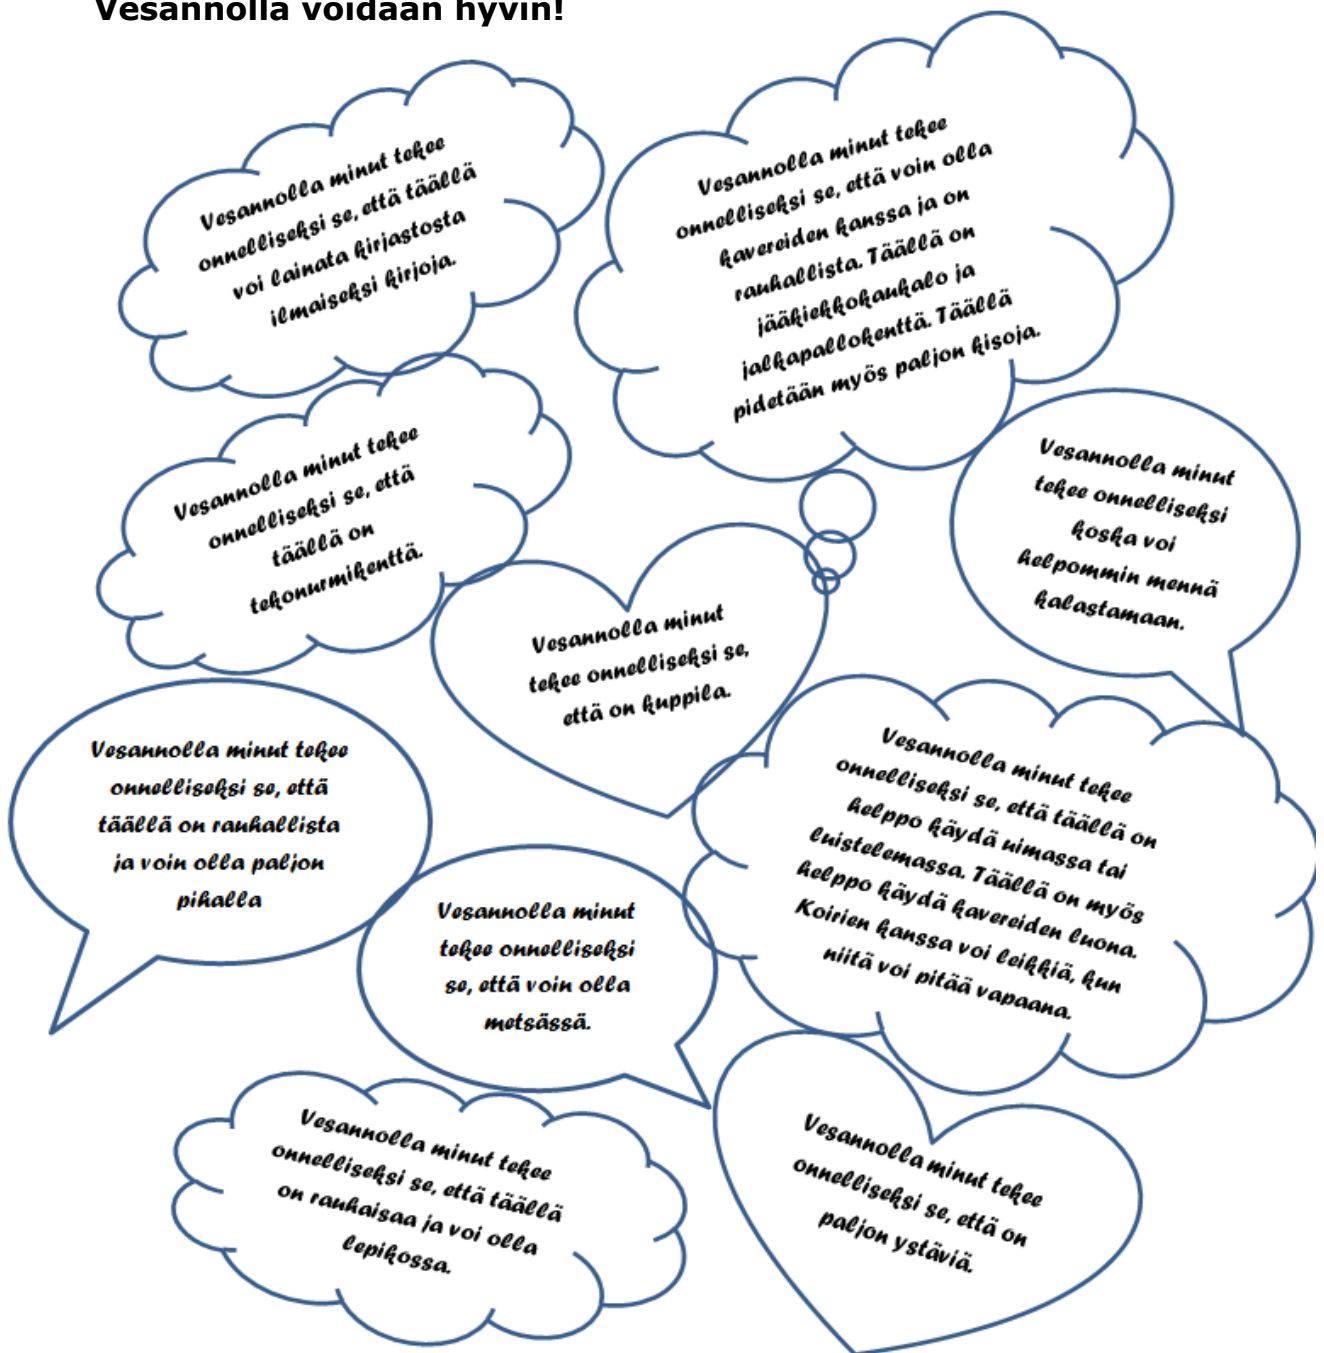 Vesannolla voidaan hyvin!
Vesannolla minut tekee
onnelliseksi se, että täällä
voi lainata kirjastosta
ilmaiseksi kirjoja.
Vesannolla minut tekee
onnelliseksi se, että voin olla
kavereiden kanssa ja on
rauhallista. Täällä on
jääkiekkokaukalo ja
jalkapallokenttä. Täällä
pidetään myös paljon kisoja.
Vesannolla minut tekee
onnelliseksi se, että
täällä on
tekonurmikenttä.
Vesannolla minut
tekee onnelliseksi
koska voi
helpommin mennä
kalastamaan.
Vesannolla minut
tekee onnelliseksi se,
että on kuppila.
Vesannolla minut tekee
onnelliseksi se, että
täällä on rauhallista
ja voin olla paljon
pihalla
Vesannolla minut tekee
onnelliseksi se, että täällä on
helppo käydä uimassa tai
luistelemassa. Täällä on myös
helppo käydä kavereiden luona.
Koirien kanssa voi leikkiä, kun
niitä voi pitää vapaana.
Vesannolla minut
tekee onnelliseksi
se, että voin olla
metsässä.
Vesannolla minut tekee
onnelliseksi se, että täällä
on rauhaisaa ja voi olla
lepikossa.
Vesannolla minut tekee
onnelliseksi se, että on
paljon ystäviä.